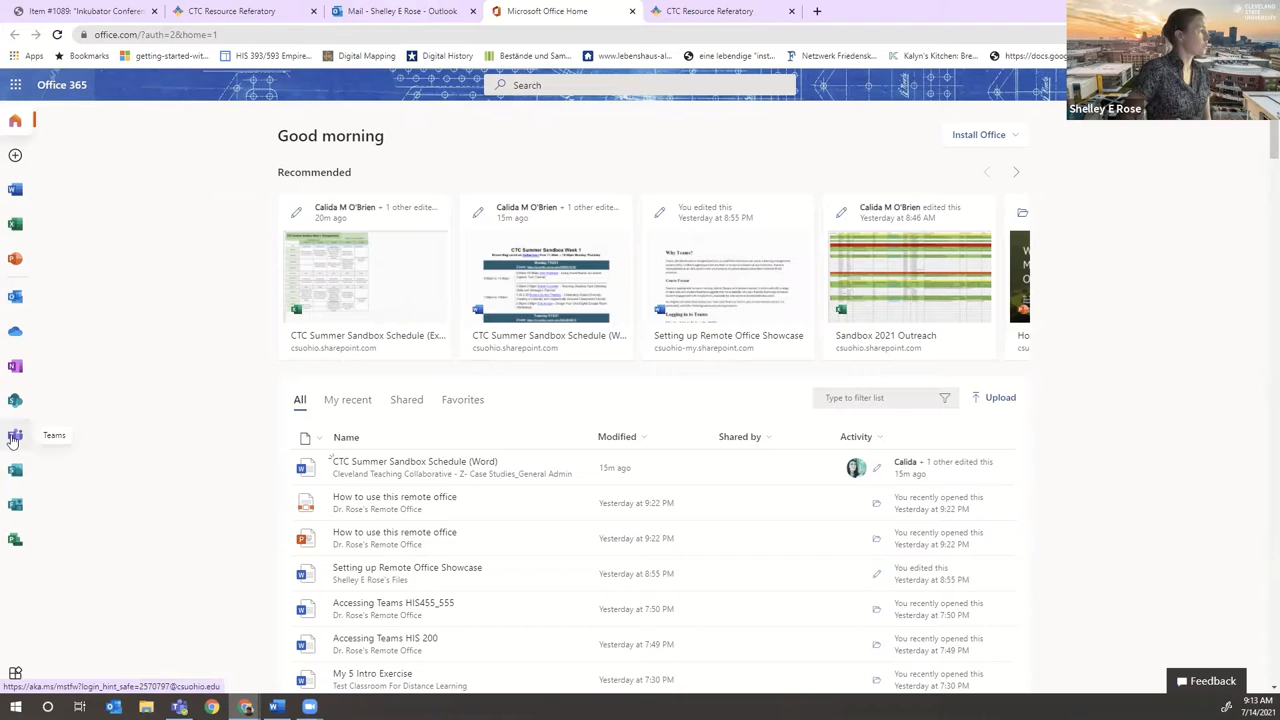 Item #1089: "Incubator Conferenc
CTC Resource Referatory
Mail - Shelley E Rose - Outlook
Microsoft Office Home
CTC Resource Referatory
office.com/?auth=2&home=1
Apps
Bookmarks
getting-started-wit...
HIS 393/593 Empire...
Digital Mapping
Digital History
Bestände und Sam...
www.lebenshaus-al...
eine lebendige "inst...
Netzwerk Friedensk...
Kalyn's Kitchen: Bre...
https://docs.goog
CLEVELAND
STATE
UNIVERSITY
Shelley E Rose
Office 365
Search
Good morning
Install Office
Recommended
Calida M O'Brien + 1 other edite...
20m ago
Calida M O'Brien + 1 other edite...
15m ago
You edited this
Yesterday at 8:55 PM
Calida M O'Brien edited this
Yesterday at 8:46 AM
CTC Summer Sandbox Week 1
Why Teams?
Course Format
Logging in to Teams
CTC Summer Sandbox Schedule (Ex...
csuohio.sharepoint.com
CTC Summer Sandbox Schedule (W...
csuohio.sharepoint.com
Setting up Remote Office Showcase
csuohio-my.sharepoint.com
Sandbox 2021 Outreach
csuohio.sharepoint.com
Ho
csu
All
My recent
Shared
Favorites
Type to filter list
Upload
Teams
Name
Modified
Shared by
Activity
CTC Summer Sandbox Schedule (Word)
Cleveland Teaching Collaborative - Z- Case Studies_General Admin
15m ago
Calida + 1 other edited this
15m ago
How to use this remote office
Dr. Rose's Remote Office
Yesterday at 9:22 PM
You recently opened this
Yesterday at 9:22 PM
How to use this remote office
Dr. Rose's Remote Office
Yesterday at 9:22 PM
You recently opened this
Yesterday at 9:22 PM
Setting up Remote Office Showcase
Shelley E Rose's Files
Yesterday at 8:55 PM
You edited this
Yesterday at 8:55 PM
Accessing Teams HIS455_555
Dr. Rose's Remote Office
Yesterday at 7:50 PM
You recently opened this
Yesterday at 7:50 PM
Accessing Teams HIS 200
Dr. Rose's Remote Office
Yesterday at 7:49 PM
You recently opened this
Yesterday at 7:49 PM
My 5 Intro Exercise
Test Classroom For Distance Learning
Yesterday at 7:30 PM
You recently opened this
Yesterday at 7:30 PM
Feedback
https://aka.ms/mstfw?login_hint_safe=2570797@csuohio.edu
9:13 AM
7/14/2021